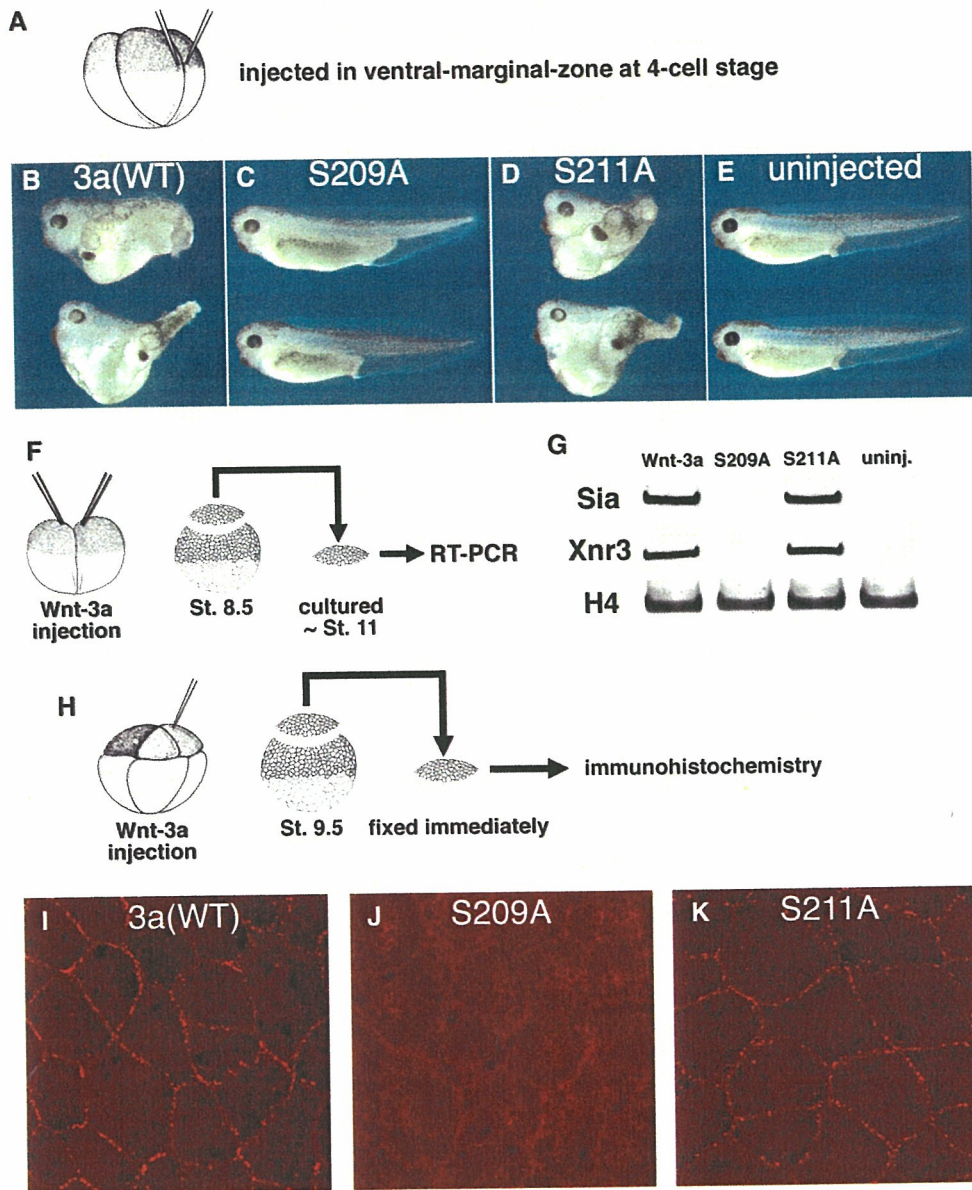 A
injected in ventral-marginal-zone at 4-cell stage
B 3a(WT)
C S209A
D S211A
E uninjected
F
Wnt-3a
injection
St. 8.5
cultured
~ St. 11
RT-PCR
G
Wnt-3a S209A S211A uninj.
Sia
Xnr3
H4
H
Wnt-3a
injection
St. 9.5
fixed immediately
immunohistochemistry
I 3a(WT)
J S209A
K S211A